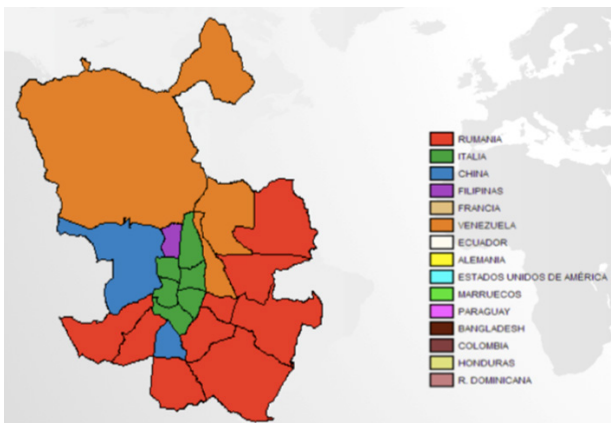 RUMANIA
ITALIA
CHINA
FILIPINAS
FRANCIA
VENEZUELA
ECUADOR
ALEMANIA
ESTADOS UNIDOS DE AMÉRICA
MARRUECOS
PARAGUAY
BANGLADESH
COLOMBIA
HONDURAS
R. DOMINICANA